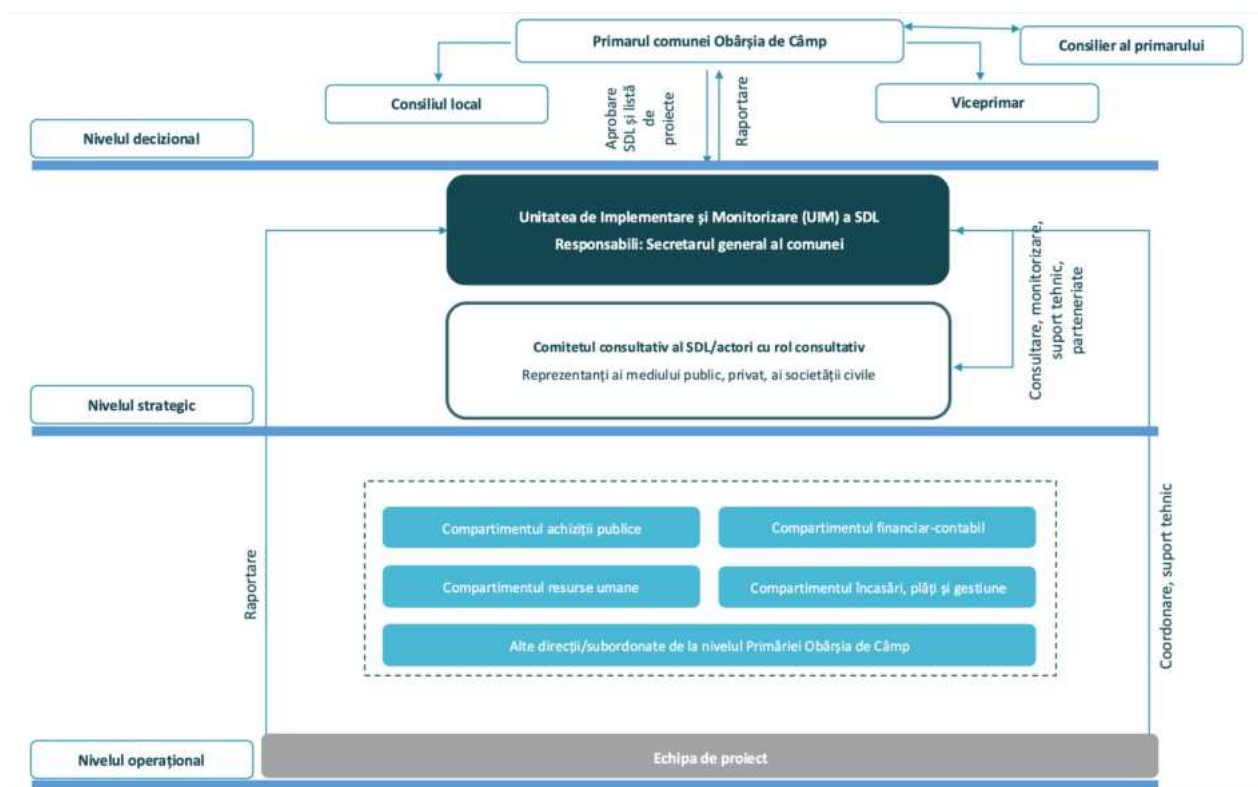 Primarul comunei Obârșia de Câmp
Consilier al primarului
Consiliul local
Viceprimar
Aprobare
SDL și listă
de
proiecte
Raportare
Nivelul decizional
Unitatea de Implementare și Monitorizare (UIM) a SDL
Responsabili: Secretarul general al comunei
Consultare, monitorizare,
suport tehnic,
parteneriate
Comitetul consultativ al SDL/actori cu rol consultativ
Reprezentanți ai mediului public, privat, ai societății civile
Nivelul strategic
Compartimentul achiziții publice
Compartimentul financiar-contabil
Compartimentul resurse umane
Compartimentul încasări, plăți și gestiune
Alte direcții/subordonate de la nivelul Primăriei Obârșia de Câmp
Raportare
Coordonare, suport tehnic
Nivelul operațional
Echipa de proiect